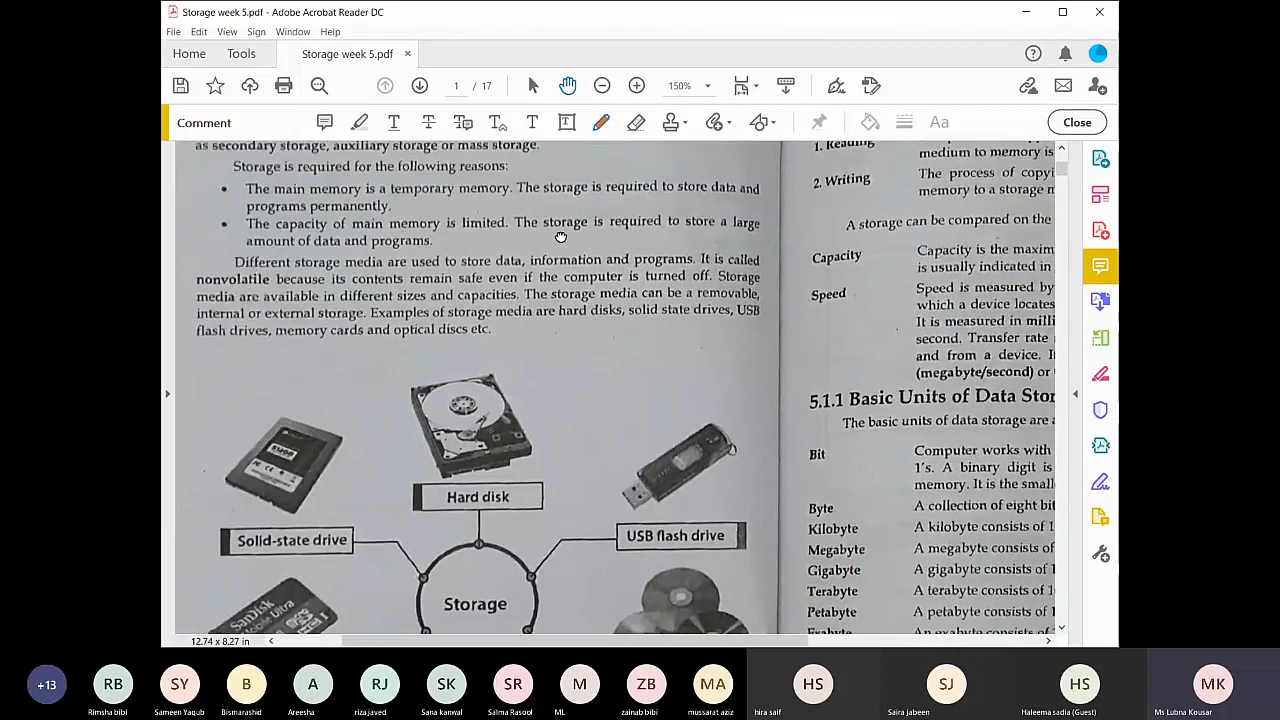 Storage week 5.pdf - Adobe Acrobat Reader DC
File Edit View Sign Window Help
Home Tools Storage week 5.pdf ×
1 / 17 150%
Comment Aa Close
as secondary storage, auxiliary storage or mass storage.
Storage is required for the following reasons:
• The main memory is a temporary memory. The storage is required to store data and
programs permanently.
• The capacity of main memory is limited. The storage is required to store a large
amount of data and programs.
Different storage media are used to store data, information and programs. It is called
nonvolatile because its contents remain safe even if the computer is turned off. Storage
media are available in different sizes and capacities. The storage media can be a removable,
internal or external storage. Examples of storage media are hard disks, solid state drives, USB
flash drives, memory cards and optical discs etc.
Hard disk
Solid-state drive
USB flash drive
Storage
SanDisk
Ultra
1. Reading
medium to memory is
2. Writing
The process of copyi
memory to a storage m
A storage can be compared on the
Capacity
Capacity is the maxim
is usually indicated in
Speed
Speed is measured by
which a device locates
It is measured in milli
second. Transfer rate
and from a device. I
(megabyte/second) or
5.1.1 Basic Units of Data Stor
The basic units of data storage are a
Bit
Computer works with
1's. A binary digit is
memory. It is the small
Byte A collection of eight bit
Kilobyte A kilobyte consists of 1
Megabyte A megabyte consists of
Gigabyte A gigabyte consists of 1
Terabyte A terabyte consists of 1
Petabyte A petabyte consists of 1
Exabyte An exabyte consists of
12.74 x 8.27 in
+13 RB SY B A RJ SK SR M ZB MA HS SJ HS MK
Rimsha bibi Sameen Yaqub Bismarashid Areesha riza javed Sana kanwal Salma Rasool ML zainab bibi mussarat aziz hira saif Saira jabeen Haleema sadia (Guest) Ms Lubna Kousar